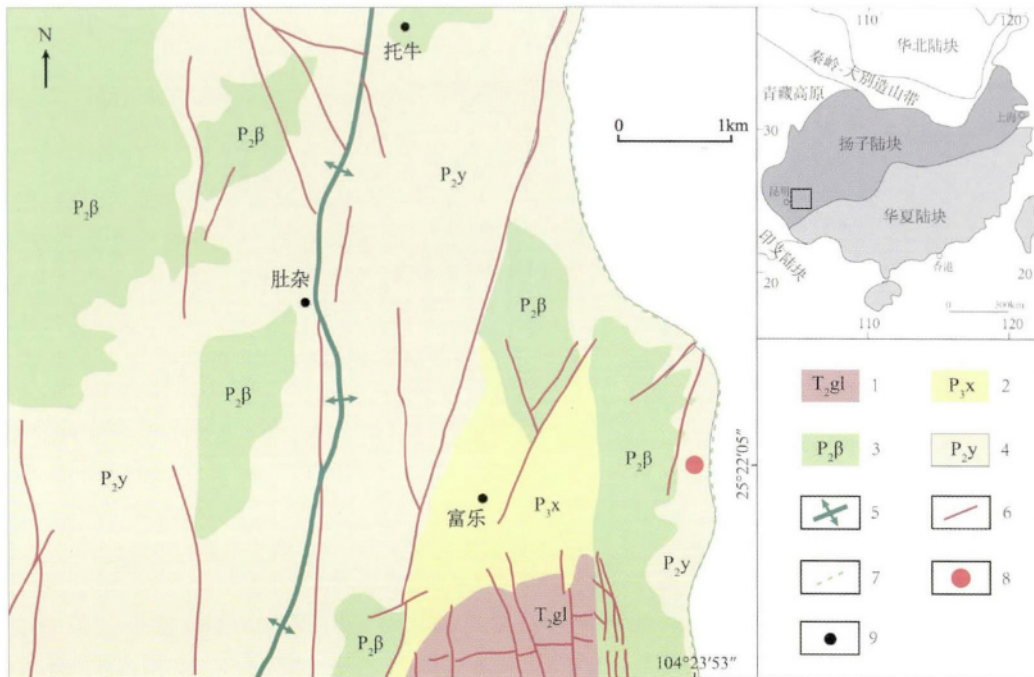 N
托牛
0 1km
P₂β
P₂y
P₂β
肚杂
P₂β
P₂β
P₂y
P₂β
富乐
P₃x
P₂y
T₂gl
P₂β
25°22′05″
104°23′53″
110 120
华北陆块
秦岭-大别造山带
青藏高原
30
上海
扬子陆块
昆明
华夏陆块
印支陆块
香港
20 20
0 300km
110 120
T₂gl 1 P₃x 2
P₂β 3 P₂y 4
5 6
7 8
9